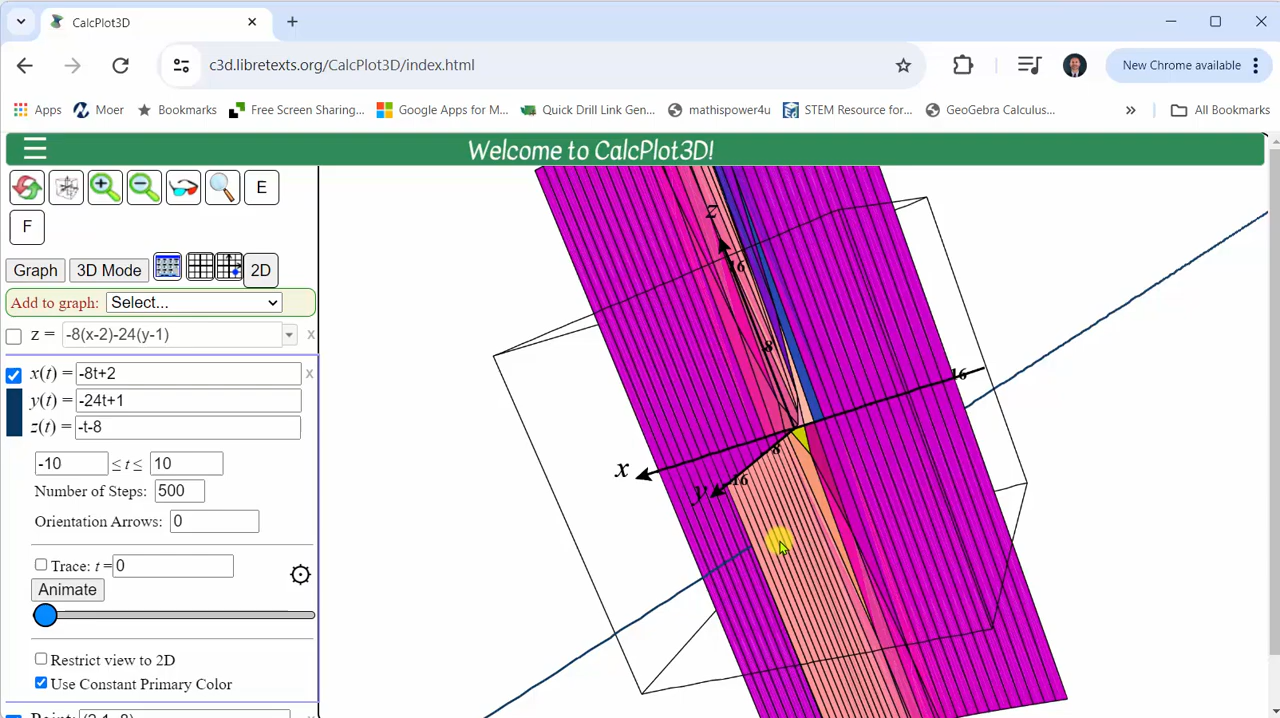 CalcPlot3D
c3d.libretexts.org/CalcPlot3D/index.html
New Chrome available
Apps
Moer
Bookmarks
Free Screen Sharing...
Google Apps for M...
Quick Drill Link Gen...
mathispower4u
STEM Resource for...
GeoGebra Calculus...
»
All Bookmarks
Welcome to CalcPlot3D!
E
F
Graph
3D Mode
2D
Add to graph: Select...
z = -8(x-2)-24(y-1) x
x(t) = -8t+2 x
y(t) = -24t+1
z(t) = -t-8
-10 ≤ t ≤ 10
Number of Steps: 500
Orientation Arrows: 0
Trace: t = 0
Animate
Restrict view to 2D
Use Constant Primary Color
z
16
8
16
x
8
y
16